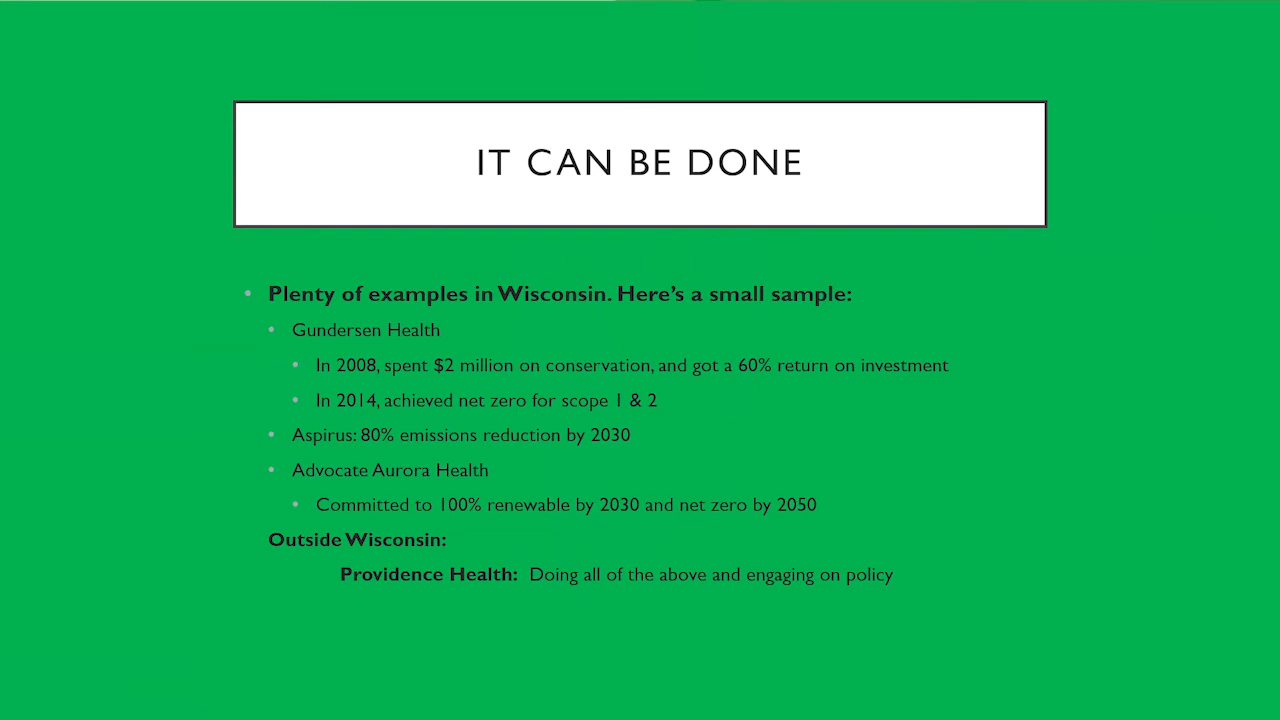 IT CAN BE DONE
• Plenty of examples in Wisconsin. Here's a small sample:
• Gundersen Health
• In 2008, spent $2 million on conservation, and got a 60% return on investment
• In 2014, achieved net zero for scope 1 & 2
• Aspirus: 80% emissions reduction by 2030
• Advocate Aurora Health
• Committed to 100% renewable by 2030 and net zero by 2050
Outside Wisconsin:
Providence Health: Doing all of the above and engaging on policy